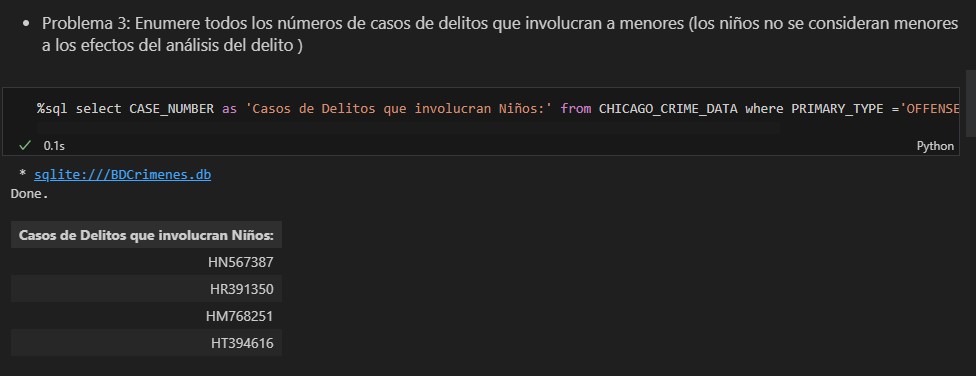 • Problema 3: Enumere todos los números de casos de delitos que involucran a menores (los niños no se consideran menores
a los efectos del análisis del delito )
%sql select CASE_NUMBER as 'Casos de Delitos que involucran Niños:' from CHICAGO_CRIME_DATA where PRIMARY_TYPE ='OFFENSE
✓ 0.1s
Python
* sqlite:///BDCrimenes.db
Done.
Casos de Delitos que involucran Niños:
HN567387
HR391350
HM768251
HT394616